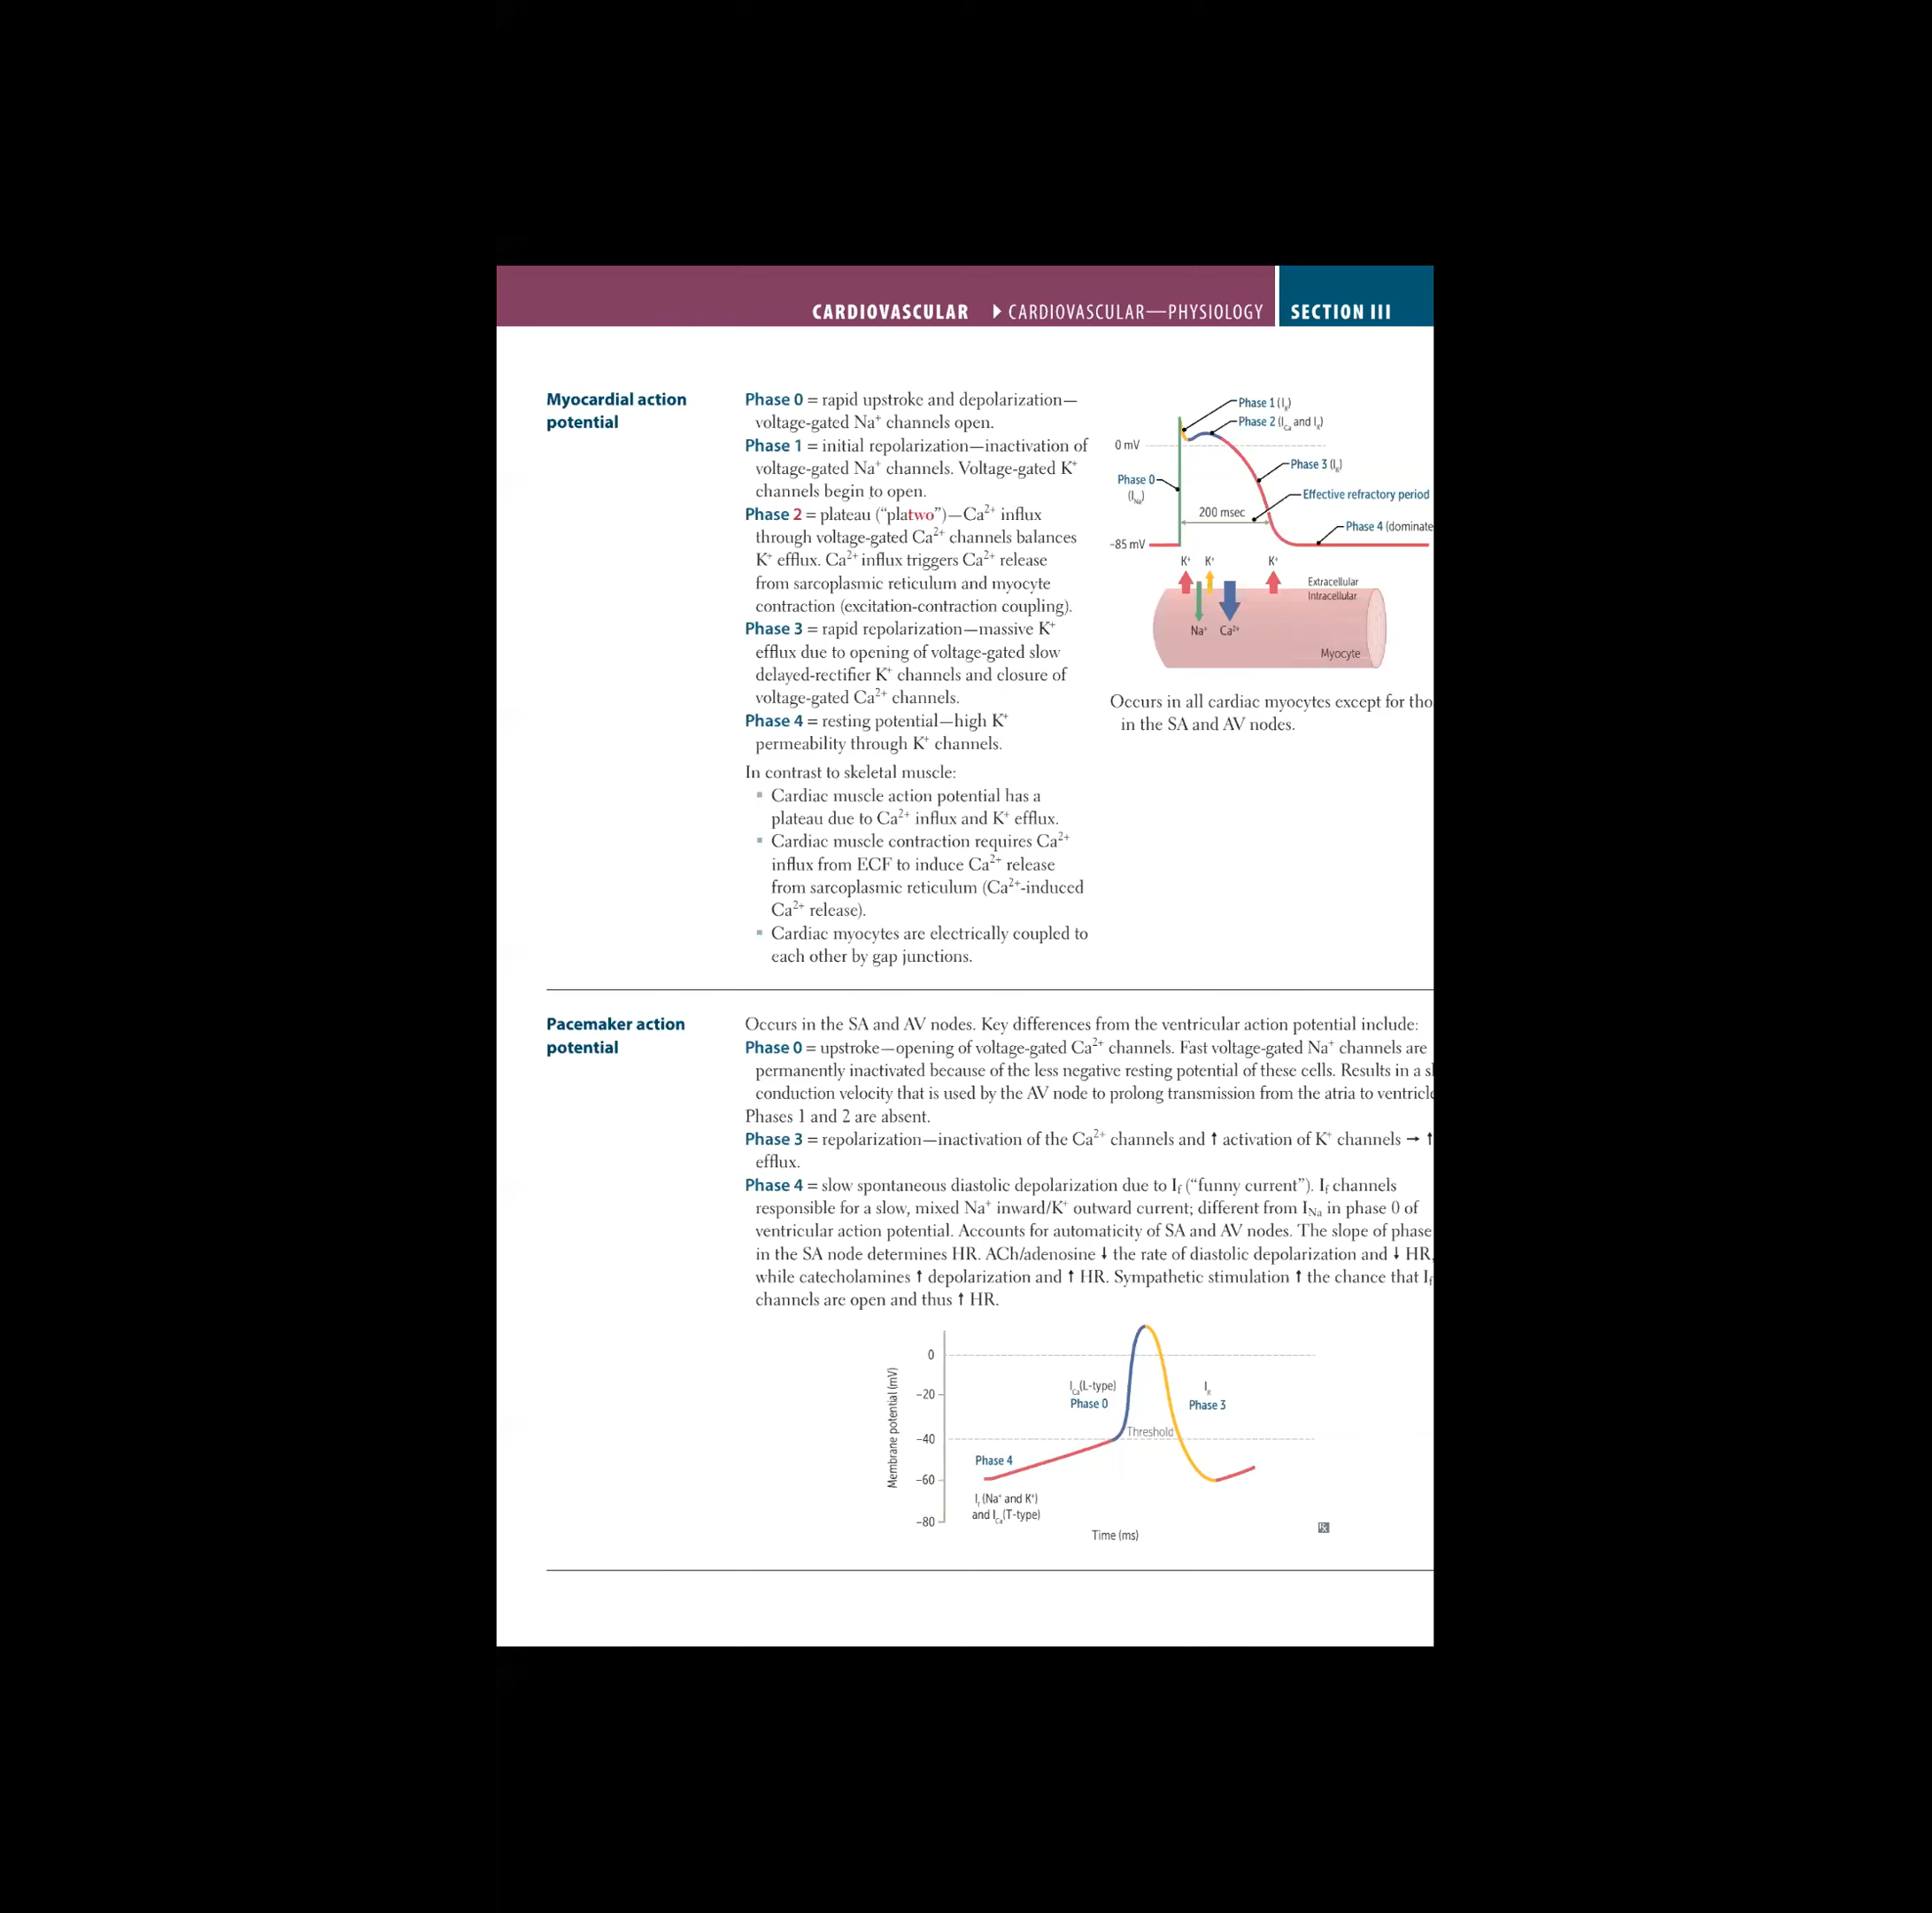 CARDIOVASCULAR ▶ CARDIOVASCULAR—PHYSIOLOGY SECTION III
Myocardial action
potential
Phase 0 = rapid upstroke and depolarization—
voltage-gated Na⁺ channels open.
Phase 1 = initial repolarization—inactivation of
voltage-gated Na⁺ channels. Voltage-gated K⁺
channels begin to open.
Phase 2 = plateau (“platwo”)—Ca²⁺ influx
through voltage-gated Ca²⁺ channels balances
K⁺ efflux. Ca²⁺ influx triggers Ca²⁺ release
from sarcoplasmic reticulum and myocyte
contraction (excitation-contraction coupling).
Phase 3 = rapid repolarization—massive K⁺
efflux due to opening of voltage-gated slow
delayed-rectifier K⁺ channels and closure of
voltage-gated Ca²⁺ channels.
Phase 4 = resting potential—high K⁺
permeability through K⁺ channels.
In contrast to skeletal muscle:
▪ Cardiac muscle action potential has a
plateau due to Ca²⁺ influx and K⁺ efflux.
▪ Cardiac muscle contraction requires Ca²⁺
influx from ECF to induce Ca²⁺ release
from sarcoplasmic reticulum (Ca²⁺-induced
Ca²⁺ release).
▪ Cardiac myocytes are electrically coupled to
each other by gap junctions.
Phase 1 (I_K)
Phase 2 (I_Ca and I_K)
0 mV
Phase 3 (I_K)
Phase 0
(I_Na)
Effective refractory period
200 msec
Phase 4 (dominate
−85 mV
K⁺ K⁺ K⁺
Extracellular
Intracellular
Na⁺ Ca²⁺
Myocyte
Occurs in all cardiac myocytes except for tho
in the SA and AV nodes.
Pacemaker action
potential
Occurs in the SA and AV nodes. Key differences from the ventricular action potential include:
Phase 0 = upstroke—opening of voltage-gated Ca²⁺ channels. Fast voltage-gated Na⁺ channels are
permanently inactivated because of the less negative resting potential of these cells. Results in a sl
conduction velocity that is used by the AV node to prolong transmission from the atria to ventricle
Phases 1 and 2 are absent.
Phase 3 = repolarization—inactivation of the Ca²⁺ channels and ↑ activation of K⁺ channels → ↑
efflux.
Phase 4 = slow spontaneous diastolic depolarization due to I_f (“funny current”). I_f channels
responsible for a slow, mixed Na⁺ inward/K⁺ outward current; different from I_Na in phase 0 of
ventricular action potential. Accounts for automaticity of SA and AV nodes. The slope of phase
in the SA node determines HR. ACh/adenosine ↓ the rate of diastolic depolarization and ↓ HR,
while catecholamines ↑ depolarization and ↑ HR. Sympathetic stimulation ↑ the chance that I_f
channels are open and thus ↑ HR.
Membrane potential (mV)
0
−20
−40
−60
−80
I_Ca (L-type)
Phase 0
I_K
Phase 3
Threshold
Phase 4
I_f (Na⁺ and K⁺)
and I_Ca (T-type)
Time (ms)